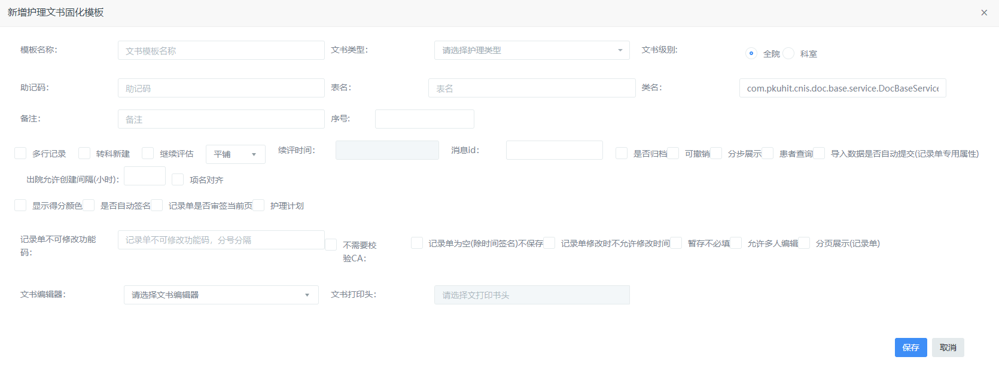 新增护理文书固化模板 ×
模板名称： 文书模板名称 文书类型： 请选择护理类型 文书级别: 全院 科室
助记码： 助记码 表名： 表名 类名： com.pkuhit.cnis.doc.base.service.DocBaseService
备注： 备注 序号:
多行记录 转科新建 继续评估 平铺 续评时间： 消息id： 是否归档 可撤销 分步展示 患者查询 导入数据是否自动提交(记录单专用属性)
出院允许创建间隔(小时)： 项名对齐
显示得分颜色 是否自动签名 记录单是否审签当前页 护理计划
记录单不可修改功能码： 记录单不可修改功能码，分号分隔 不需要校验CA： 记录单为空(除时间签名)不保存 记录单修改时不允许修改时间 暂存不必填 允许多人编辑 分页展示(记录单)
文书编辑器： 请选择文书编辑器 文书打印头： 请选择文打印书头
保存 取消